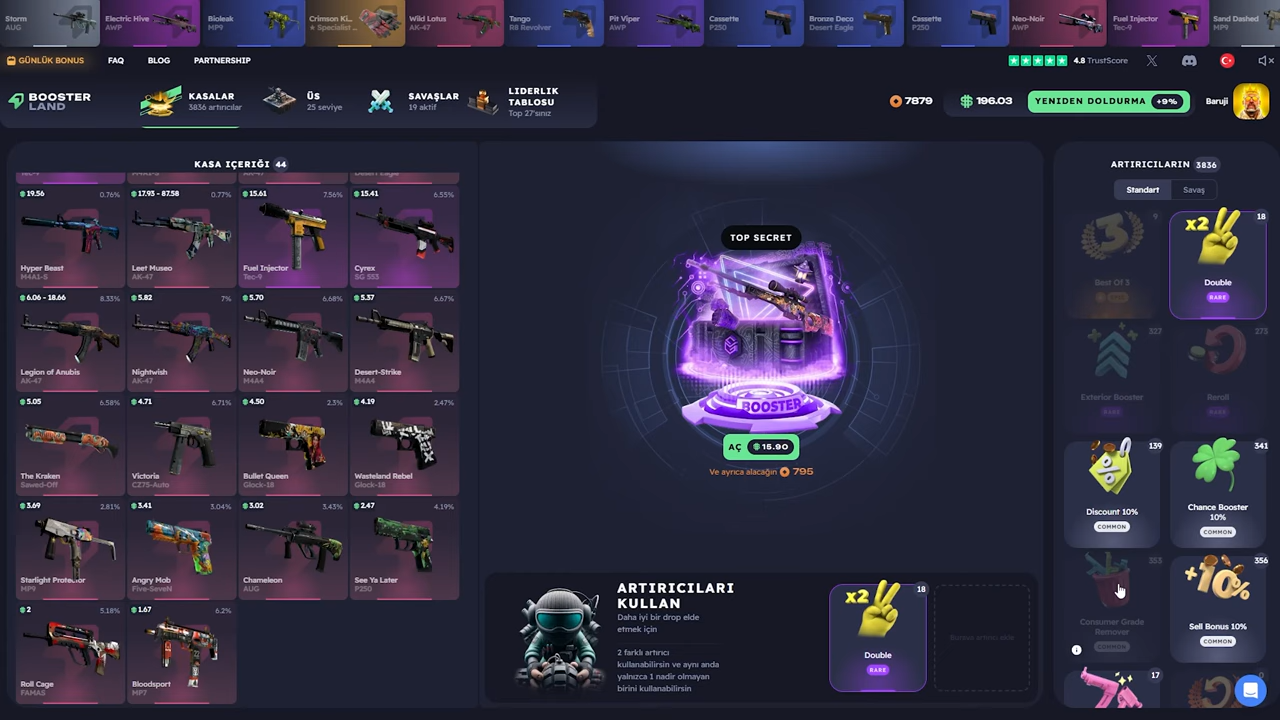 Storm
AUG
Electric Hive
AWP
Bioleak
MP9
Crimson Ki...
★ Specialist ...
Wild Lotus
AK-47
Tango
R8 Revolver
Pit Viper
AWP
Cassette
P250
Bronze Deco
Desert Eagle
Cassette
P250
Neo-Noir
AWP
Fuel Injector
Tec-9
Sand Dashed
MP9
GÜNLÜK BONUS
FAQ
BLOG
PARTNERSHIP
4.8 TrustScore
BOOSTER
LAND
KASALAR
3836 artırıcılar
ÜS
25 seviye
SAVAŞLAR
19 aktif
LIDERLIK
TABLOSU
Top 27'sınız
7879
196.03
YENIDEN DOLDURMA +9%
Baruji
KASA IÇERIĞI 44
19.56 0.76%
Hyper Beast
M4A1-S
17.93 - 87.58 0.77%
Leet Museo
AK-47
15.61 7.56%
Fuel Injector
Tec-9
15.41 6.55%
Cyrex
SG 553
6.06 - 18.66 8.33%
Legion of Anubis
AK-47
5.82 7%
Nightwish
AK-47
5.70 6.68%
Neo-Noir
M4A4
5.37 6.67%
Desert-Strike
M4A4
5.05 6.58%
The Kraken
Sawed-Off
4.71 6.71%
Victoria
CZ75-Auto
4.50 2.5%
Bullet Queen
Glock-18
4.19 2.47%
Wasteland Rebel
Glock-18
3.69 2.81%
Starlight Protector
MP9
3.41 3.04%
Angry Mob
Five-SeveN
3.02 3.43%
Chameleon
AUG
2.47 4.19%
See Ya Later
P250
2 5.18%
Roll Cage
FAMAS
1.67 6.2%
Bloodsport
MP7
TOP SECRET
BOOSTER
AÇ 15.90
Ve ayrıca alacağın 795
ARTIRICILARI
KULLAN
Daha iyi bir drop elde
etmek için
2 farklı artırıcı
kullanabilirsin ve aynı anda
yalnızca 1 nadir olmayan
birini kullanabilirsin
18
x2
Double
RARE
ARTIRICILARIN 3836
Standart
Savaş
9
3
Best Of 3
18
x2
Double
RARE
327
Exterior Booster
RARE
273
Reroll
RARE
139
%
Discount 10%
COMMON
341
Chance Booster
10%
COMMON
353
Consumer Grade
Remover
COMMON
356
+10%
Sell Bonus 10%
COMMON
17